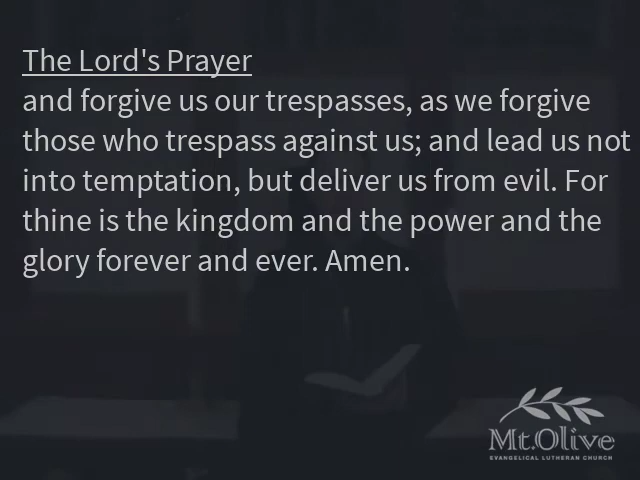 The Lord's Prayer
and forgive us our trespasses, as we forgive
those who trespass against us; and lead us not
into temptation, but deliver us from evil. For
thine is the kingdom and the power and the
glory forever and ever. Amen.
Mt.Olive
EVANGELICAL LUTHERAN CHURCH